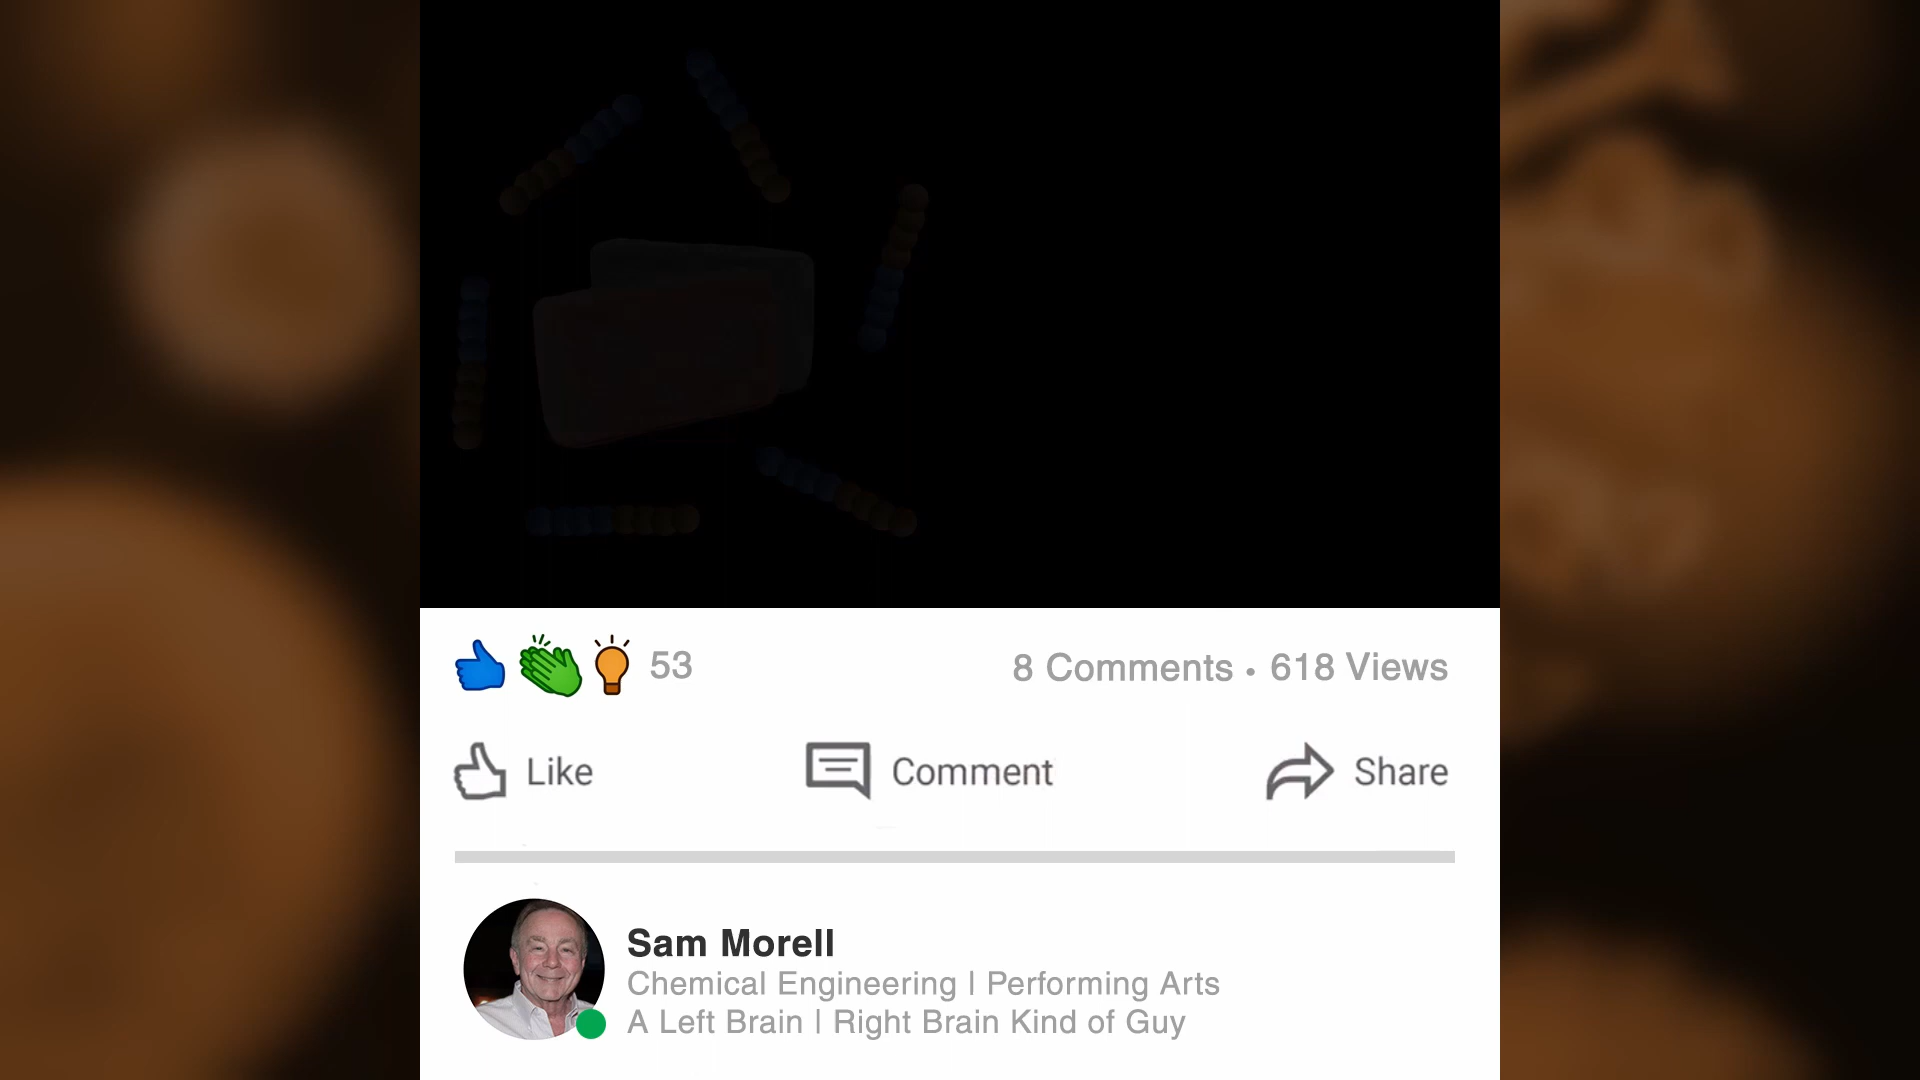 53
8 Comments • 618 Views
Like
Comment
Share
Sam Morell
Chemical Engineering | Performing Arts
A Left Brain | Right Brain Kind of Guy